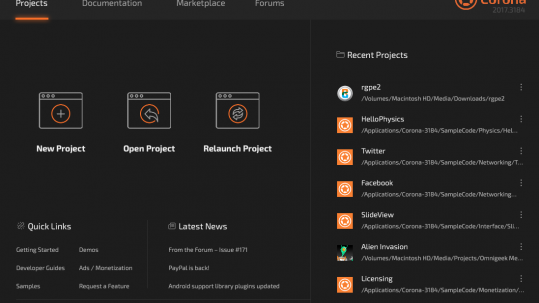 Projects
Documentation
Marketplace
Forums
Corona
2017.3184
New Project
Open Project
Relaunch Project
Quick Links
Getting Started
Demos
Developer Guides
Ads / Monetization
Samples
Request a Feature
Latest News
From the Forum – Issue #171
PayPal is back!
Android support library plugins updated
Recent Projects
rgpe2
/Volumes/Macintosh HD/Media/Downloads/rgpe2
HelloPhysics
/Applications/Corona-3184/SampleCode/Physics/Hel...
Twitter
/Applications/Corona-3184/SampleCode/Networking/T...
Facebook
/Applications/Corona-3184/SampleCode/Networking...
SlideView
/Applications/Corona-3184/SampleCode/Interface/Sli...
Alien Invasion
/Volumes/Macintosh HD/Media/Projects/Omnigeek Me...
Licensing
/Applications/Corona-3184/SampleCode/Monetization/...